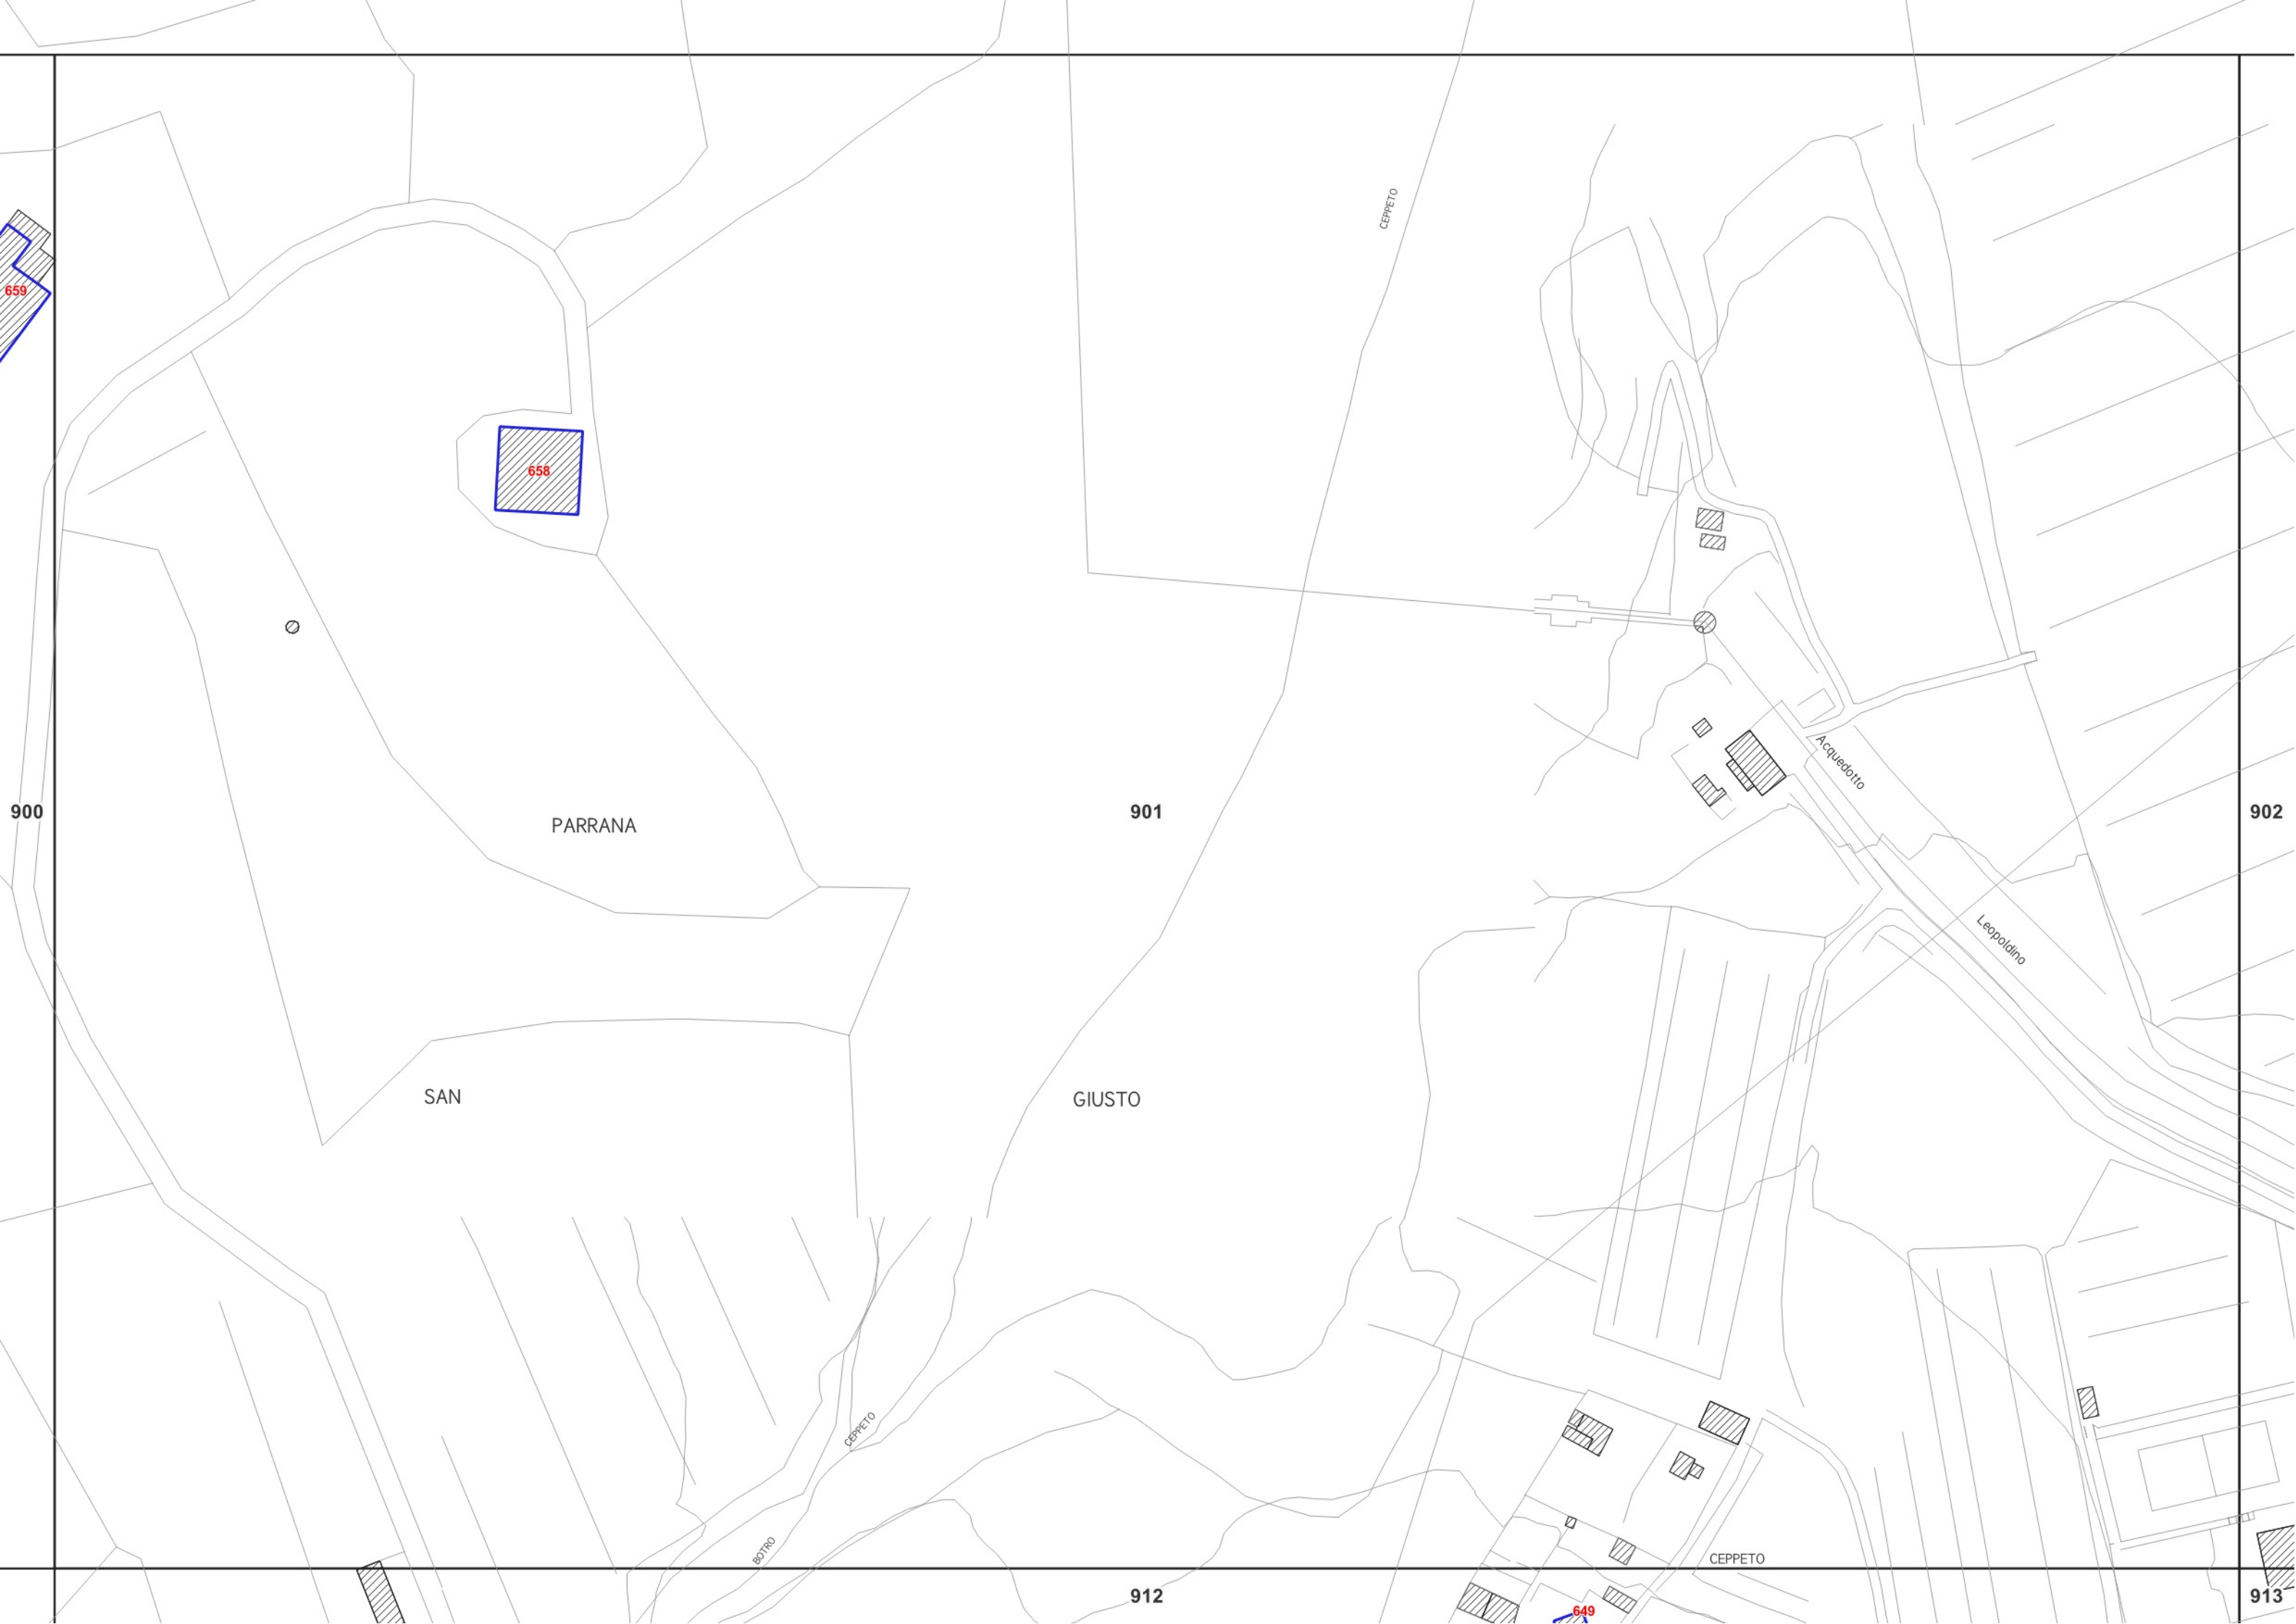 CEPPETO
659
658
Acquedotto
900
PARRANA
901
902
Leopoldino
SAN
GIUSTO
CEPPETO
BOTRO
CEPPETO
912
913
649